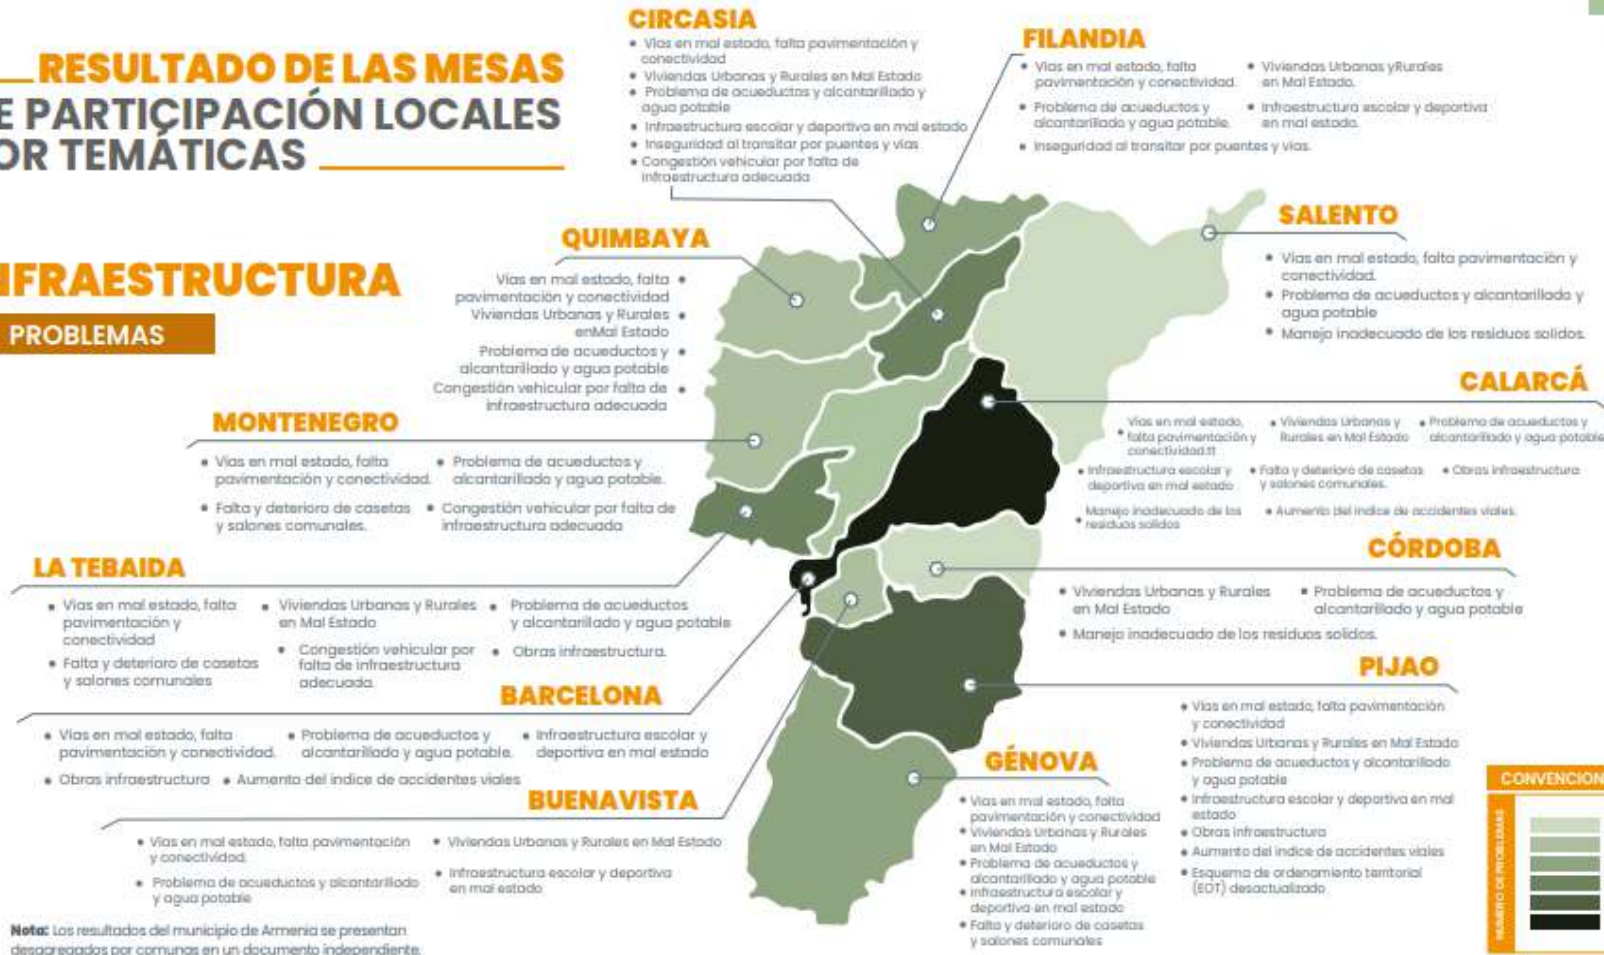 RESULTADO DE LAS MESAS
E PARTICIPACIÓN LOCALES
OR TEMÁTICAS
NFRAESTRUCTURA
PROBLEMAS
CIRCASIA
• Vías en mal estado, falta pavimentación y
conectividad
• Viviendas Urbanas y Rurales en Mal Estado
• Problema de acueductos y alcantarillado y
agua potable
• Infraestructura escolar y deportiva en mal estado
• Inseguridad al transitar por puentes y vías
• Congestión vehicular por falta de
infraestructura adecuada
FILANDIA
• Vías en mal estado, falta
pavimentación y conectividad.
• Viviendas Urbanas yRurales
en Mal Estado.
• Problema de acueductos y
alcantarillado y agua potable.
• Infraestructura escolar y deportiva
en mal estado.
• Inseguridad al transitar por puentes y vías.
SALENTO
• Vías en mal estado, falta pavimentación y
conectividad.
• Problema de acueductos y alcantarillado y
agua potable
• Manejo inadecuado de los residuos solidos.
QUIMBAYA
Vías en mal estado, falta •
pavimentación y conectividad
Viviendas Urbanas y Rurales •
enMal Estado
Problema de acueductos y •
alcantarillado y agua potable
Congestión vehicular por falta de •
infraestructura adecuada
CALARCÁ
• Vías en mal estado,
falta pavimentación y
conectividad.tt
• Viviendas Urbanas y
Rurales en Mal Estado
• Problema de acueductos y
alcantarillado y agua potable
• Infraestructura escolar y
deportiva en mal estado
• Falta y deterioro de casetas
y salones comunales.
• Obras infraestructura
• Manejo inadecuado de los
residuos solidos
• Aumento del indice de accidentes viales.
MONTENEGRO
• Vías en mal estado, falta
pavimentación y conectividad.
• Problema de acueductos y
alcantarillado y agua potable.
• Falta y deterioro de casetas
y salones comunales.
• Congestión vehicular por falta de
infraestructura adecuada
CÓRDOBA
• Viviendas Urbanas y Rurales
en Mal Estado
• Problema de acueductos y
alcantarillado y agua potable
• Manejo inadecuado de los residuos solidos.
LA TEBAIDA
• Vías en mal estado, falta
pavimentación y
conectividad
• Viviendas Urbanas y Rurales
en Mal Estado
• Problema de acueductos
y alcantarillado y agua potable
• Falta y deterioro de casetas
y salones comunales
• Congestión vehicular por
falta de infraestructura
adecuada.
• Obras infraestructura.
PIJAO
• Vías en mal estado, falta pavimentación
y conectividad
• Viviendas Urbanas y Rurales en Mal Estado
• Problema de acueductos y alcantarillado
y agua potable
• Infraestructura escolar y deportiva en mal
estado
• Obras infraestructura
• Aumento del indice de accidentes viales
• Esquema de ordenamiento territorial
(EOT) desactualizado
BARCELONA
• Vías en mal estado, falta
pavimentación y conectividad.
• Problema de acueductos y
alcantarillado y agua potable.
• Infraestructura escolar y
deportiva en mal estado
• Obras infraestructura • Aumento del indice de accidentes viales
GÉNOVA
• Vías en mal estado, falta
pavimentación y conectividad
• Viviendas Urbanas y Rurales
en Mal Estado
• Problema de acueductos y
alcantarillado y agua potable
• infraestructura escolar y
deportiva en mal estado
• Falta y deterioro de casetas
y salones comunales
BUENAVISTA
• Vías en mal estado, falta pavimentación
y conectividad.
• Viviendas Urbanas y Rurales en Mal Estado
• Problema de acueductos y alcantarillado
y agua potable
• Infraestructura escolar y deportiva
en mal estado
CONVENCION
NUMERO DE PROBLEMAS
Nota: Los resultados del municipio de Armenia se presentan
desagregados por comunas en un documento independiente.